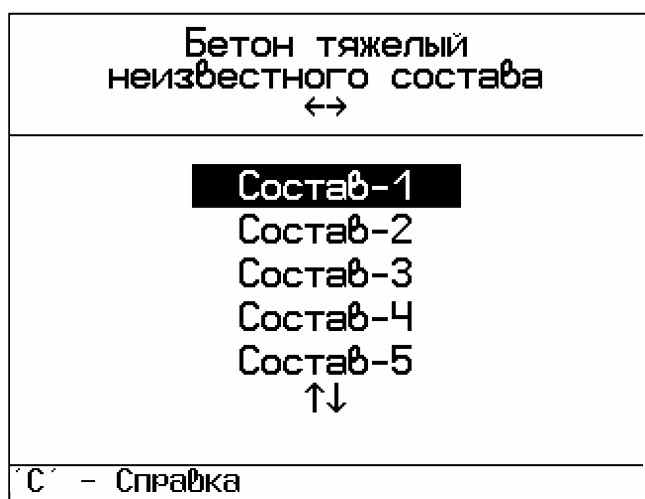 Бетон тяжелый
неизвестного состава
←→
Состав-1
Состав-2
Состав-3
Состав-4
Состав-5
↑↓
´С´ - Справка